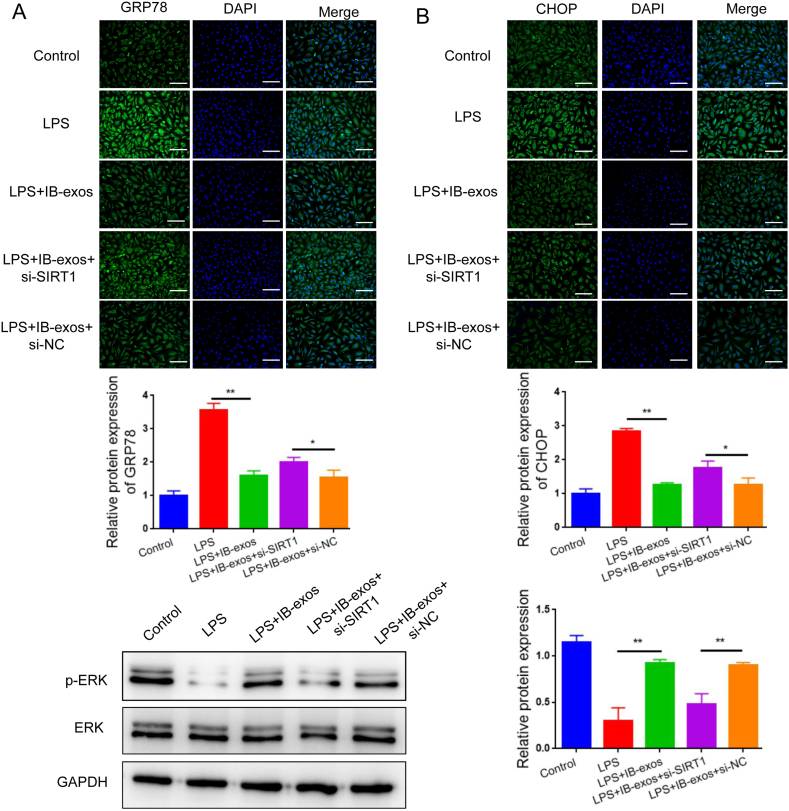 A
GRP78
DAPI
Merge
Control
LPS
LPS+IB-exos
LPS+IB-exos+
si-SIRT1
LPS+IB-exos+
si-NC
B
CHOP
DAPI
Merge
Control
LPS
LPS+IB-exos
LPS+IB-exos+
si-SIRT1
LPS+IB-exos+
si-NC
Relative protein expression
of GRP78
4
3
2
1
0
**
*
Control
LPS
LPS+IB-exos
LPS+IB-exos+si-SIRT1
LPS+IB-exos+si-NC
Relative protein expression
of CHOP
4
3
2
1
0
**
*
Control
LPS
LPS+IB-exos
LPS+IB-exos+si-SIRT1
LPS+IB-exos+si-NC
Control
LPS
LPS+IB-exos
LPS+IB-exos+
si-SIRT1
LPS+IB-exos+
si-NC
p-ERK
ERK
GAPDH
Relative protein expression
1.5
1.0
0.5
0.0
**
**
Control
LPS
LPS+IB-exos
LPS+IB-exos+si-SIRT1
LPS+IB-exos+si-NC